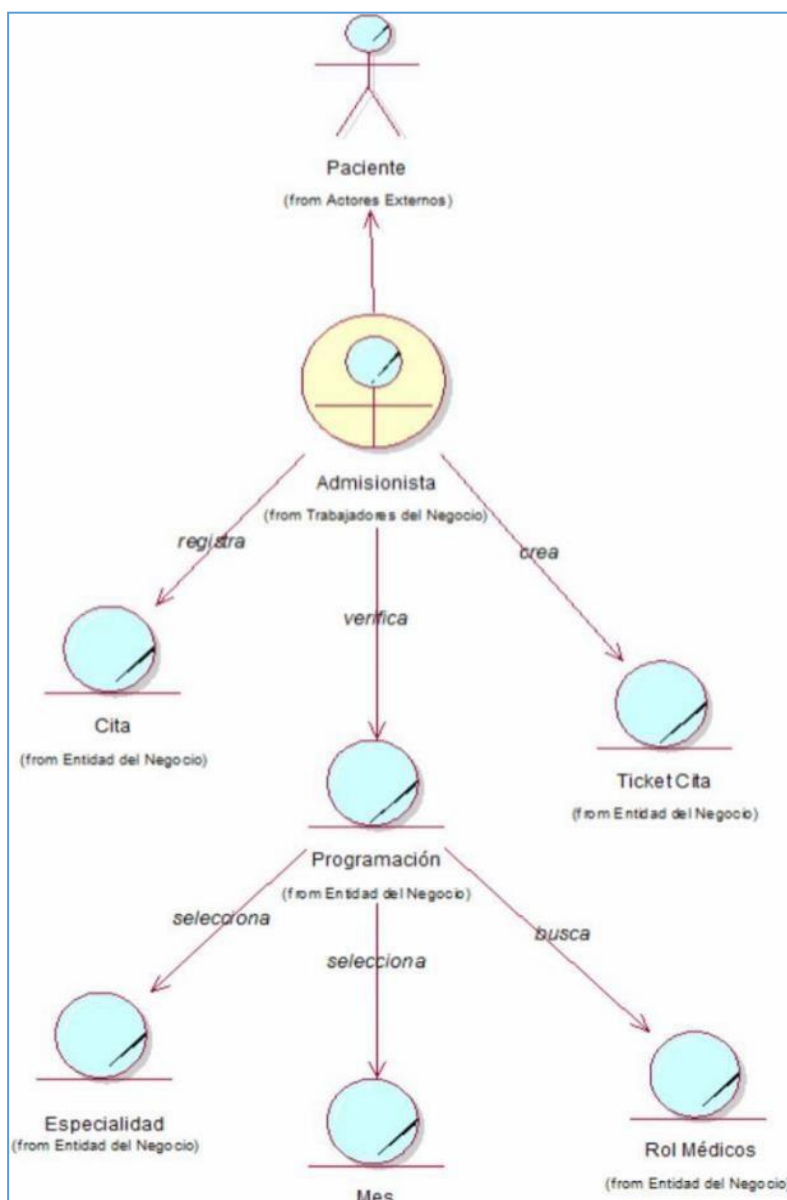 Paciente
(from Actores Externos)
Admisionista
(from Trabajadores del Negocio)
registra
crea
verifica
Cita
(from Entidad del Negocio)
Ticket Cita
(from Entidad del Negocio)
Programación
(from Entidad del Negocio)
selecciona
busca
selecciona
Especialidad
(from Entidad del Negocio)
Rol Médicos
(from Entidad del Negocio)
Mes